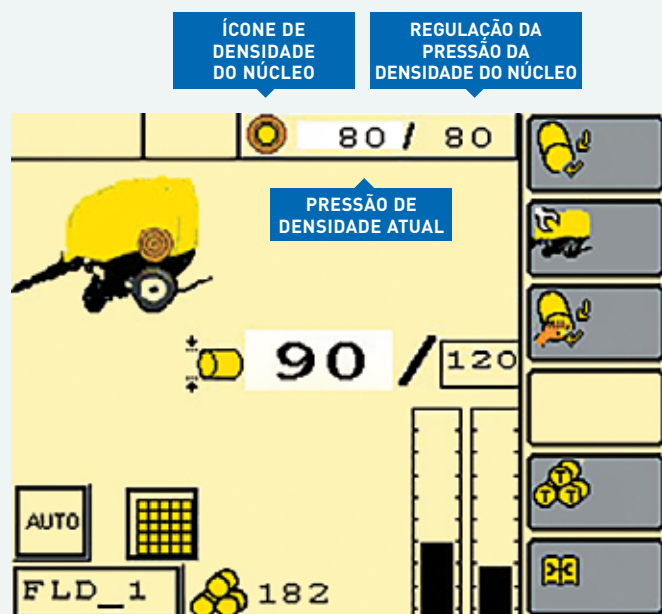 ÍCONE DE
DENSIDADE
DO NÚCLEO
REGULAÇÃO DA
PRESSÃO DA
DENSIDADE DO NÚCLEO
80 / 80
PRESSÃO DE
DENSIDADE ATUAL
90 / 120
AUTO
FLD_1
182
T
T T